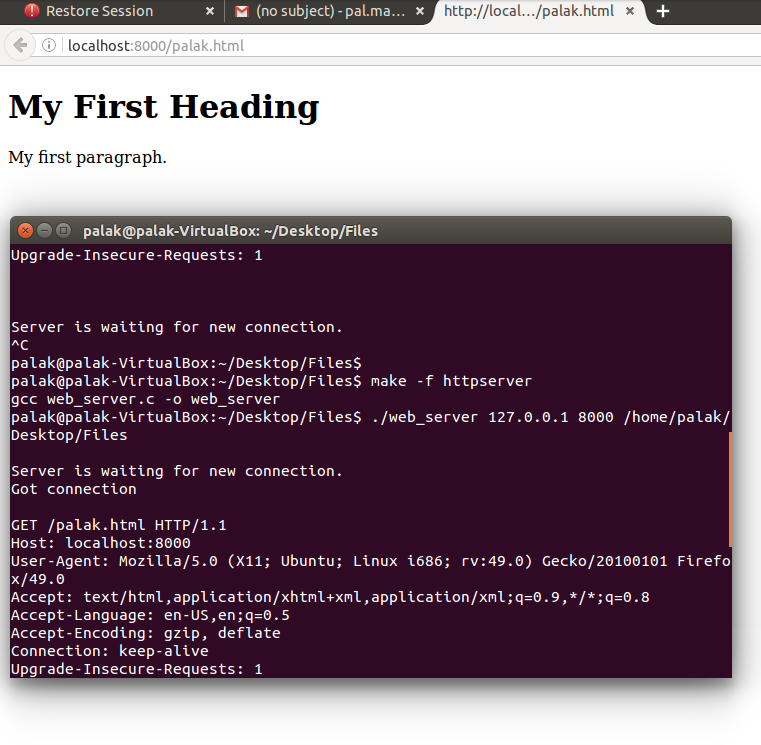 Restore Session
(no subject) - pal.ma...
http://local.../palak.html
localhost:8000/palak.html
My First Heading
My first paragraph.
palak@palak-VirtualBox: ~/Desktop/Files
Upgrade-Insecure-Requests: 1
Server is waiting for new connection.
^C
palak@palak-VirtualBox:~/Desktop/Files$
palak@palak-VirtualBox:~/Desktop/Files$ make -f httpserver
gcc web_server.c -o web_server
palak@palak-VirtualBox:~/Desktop/Files$ ./web_server 127.0.0.1 8000 /home/palak/
Desktop/Files
Server is waiting for new connection.
Got connection
GET /palak.html HTTP/1.1
Host: localhost:8000
User-Agent: Mozilla/5.0 (X11; Ubuntu; Linux i686; rv:49.0) Gecko/20100101 Firefo
x/49.0
Accept: text/html,application/xhtml+xml,application/xml;q=0.9,*/*;q=0.8
Accept-Language: en-US,en;q=0.5
Accept-Encoding: gzip, deflate
Connection: keep-alive
Upgrade-Insecure-Requests: 1